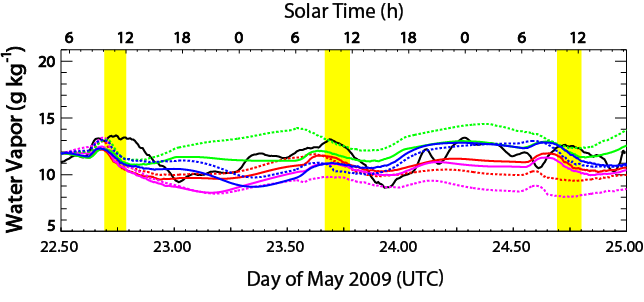 Solar Time (h)
6 12 18 0 6 12 18 0 6 12
Water Vapor (g kg⁻¹)
20
15
10
5
22.50 23.00 23.50 24.00 24.50 25.00
Day of May 2009 (UTC)